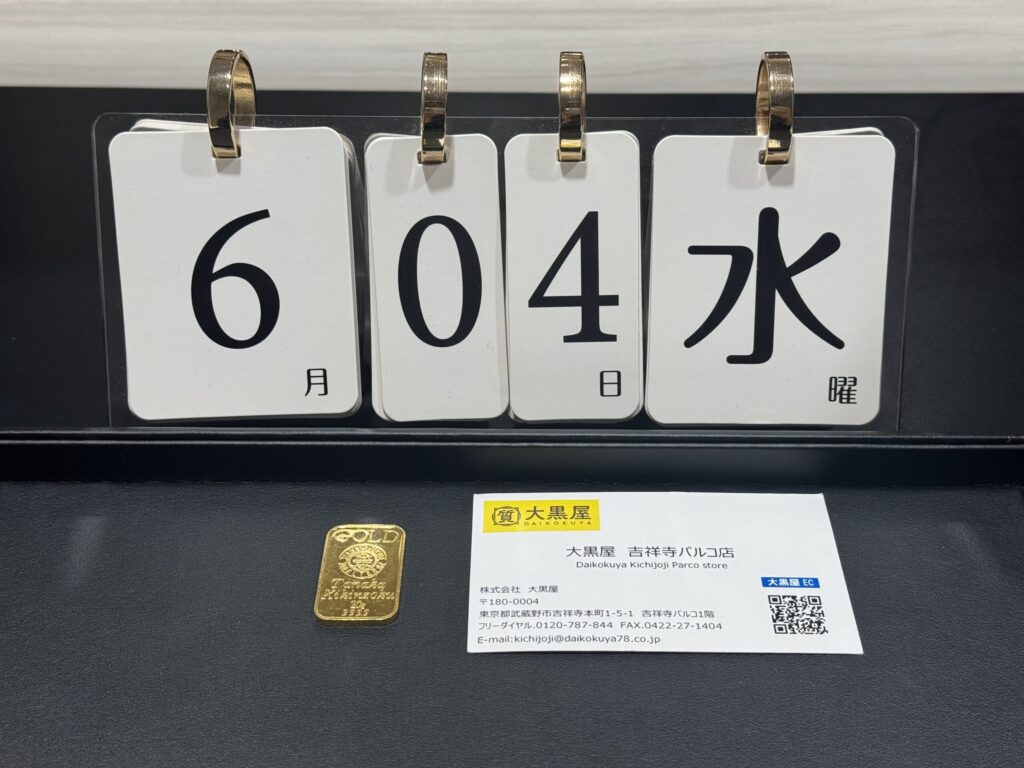 6月
04日
水曜
GOLD
Tanaka
Kikinzoku
20g
9999
質 大黒屋
DAIKOKUYA
大黒屋 吉祥寺パルコ店
Daikokuya Kichijoji Parco store
大黒屋 EC
株式会社 大黒屋
〒180-0004
東京都武蔵野市吉祥寺本町1-5-1 吉祥寺パルコ1階
フリーダイヤル.0120-787-844 FAX.0422-27-1404
E-mail:kichijoji@daikokuya78.co.jp